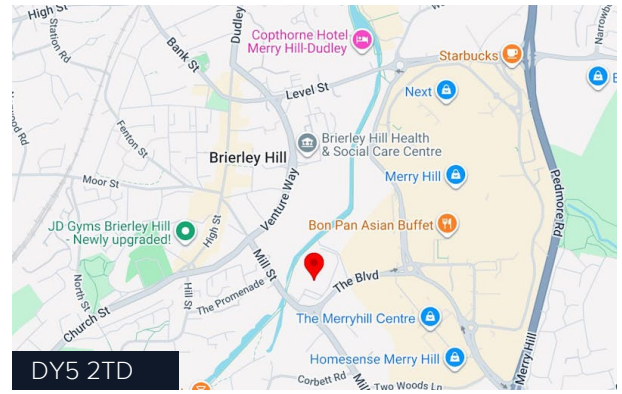 High St
Station Rd
Bank St
Dudley
Copthorne Hotel
Merry Hill-Dudley
Starbucks
Narrowbo
Level St
Next
Fenton St
Brierley Hill Health
& Social Care Centre
Brierley Hill
Merry Hill
Moor St
High St
Venture Way
Pedmore Rd
Bon Pan Asian Buffet
JD Gyms Brierley Hill
- Newly upgraded!
Mill St
North St
Hill St
The Promenade
The Blvd
Church St
The Merryhill Centre
Homesense Merry Hill
Merry Hill
DY5 2TD
Corbett Rd
Two Woods Ln